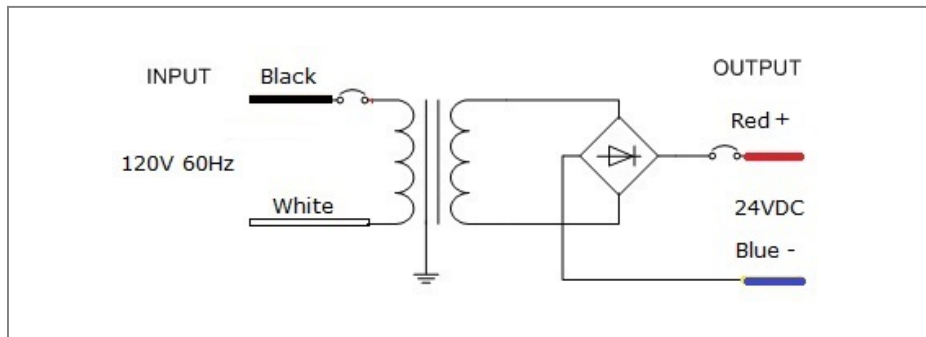 INPUT
Black
OUTPUT
Red +
120V 60Hz
White
24VDC
Blue -